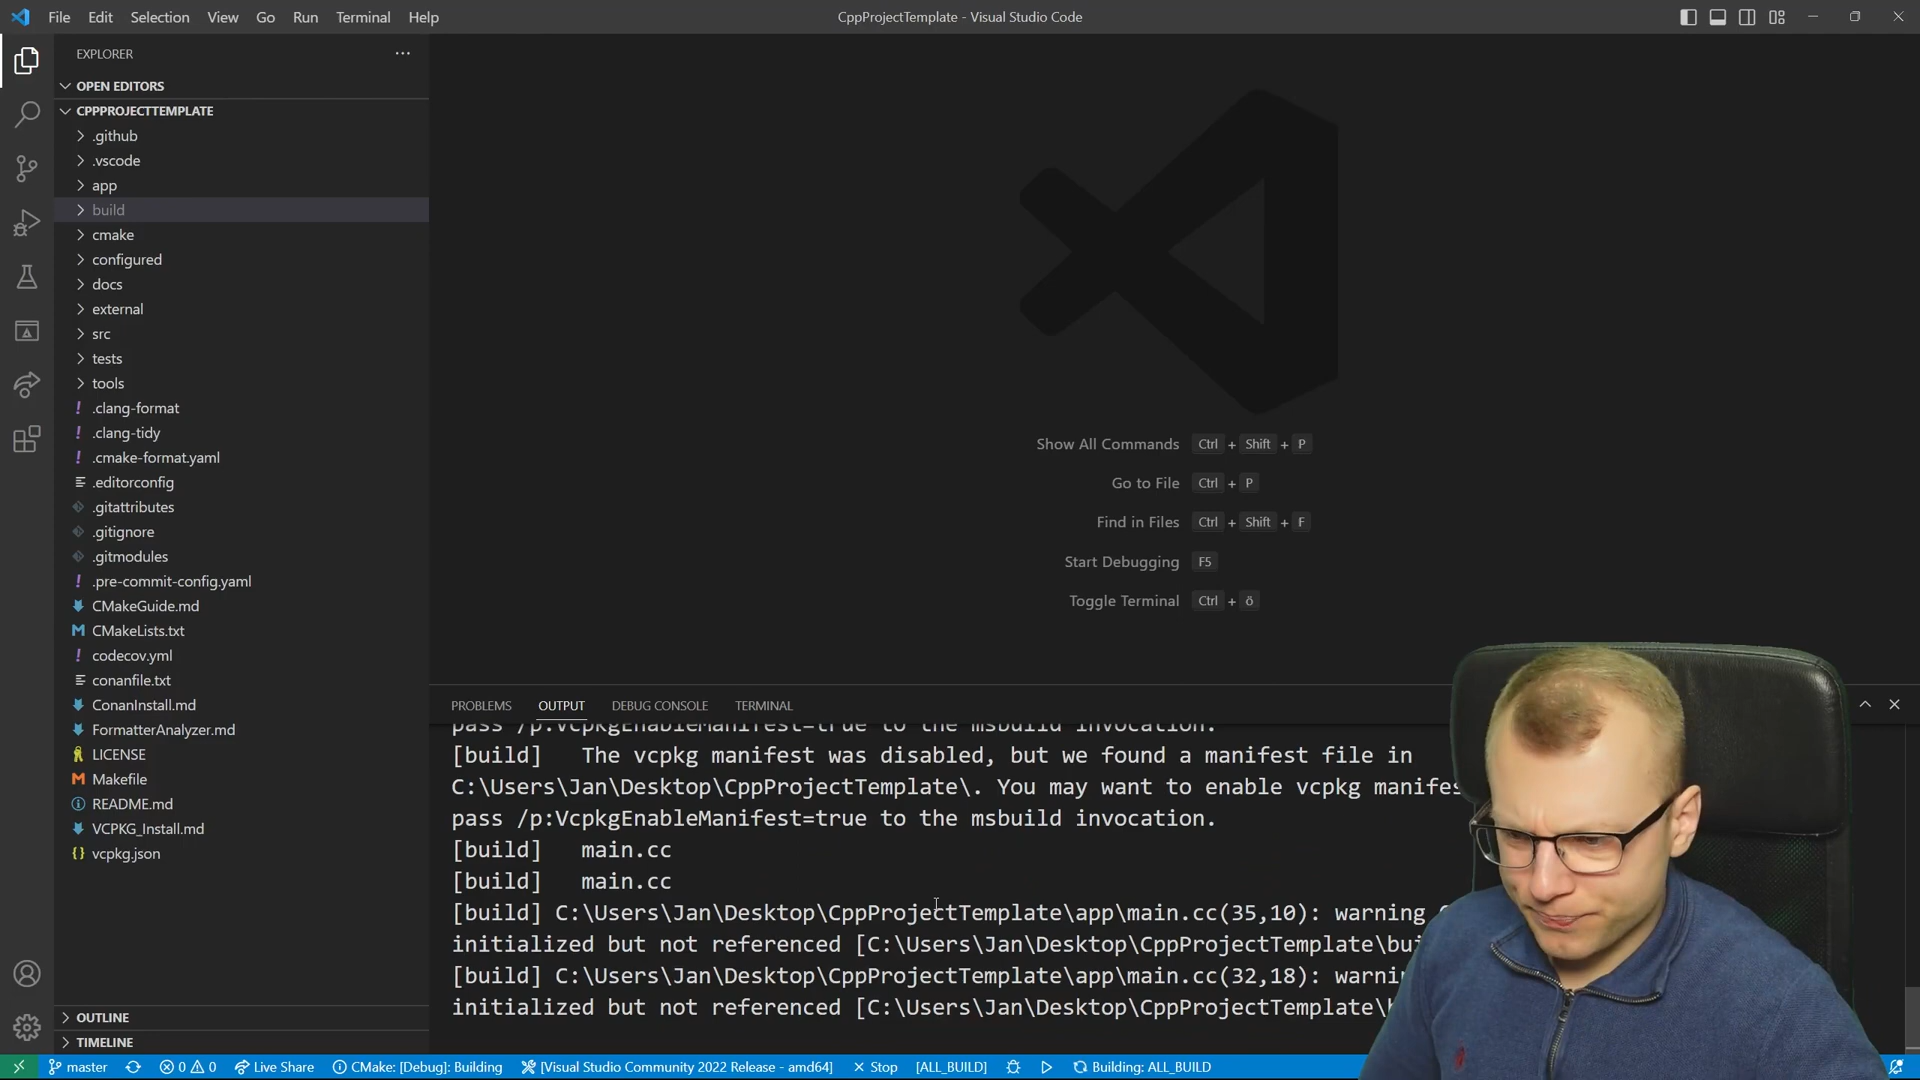 File Edit Selection View Go Run Terminal Help
CppProjectTemplate - Visual Studio Code
EXPLORER
OPEN EDITORS
CPPPROJECTTEMPLATE
.github
.vscode
app
build
cmake
configured
docs
external
src
tests
tools
.clang-format
.clang-tidy
.cmake-format.yaml
.editorconfig
.gitattributes
.gitignore
.gitmodules
.pre-commit-config.yaml
CMakeGuide.md
CMakeLists.txt
codecov.yml
conanfile.txt
ConanInstall.md
FormatterAnalyzer.md
LICENSE
Makefile
README.md
VCPKG_Install.md
vcpkg.json
OUTLINE
TIMELINE
Show All Commands Ctrl + Shift + P
Go to File Ctrl + P
Find in Files Ctrl + Shift + F
Start Debugging F5
Toggle Terminal Ctrl + ö
PROBLEMS OUTPUT DEBUG CONSOLE TERMINAL
pass /p:VcpkgEnableManifest=true to the msbuild invocation.
[build] The vcpkg manifest was disabled, but we found a manifest file in
C:\Users\Jan\Desktop\CppProjectTemplate\. You may want to enable vcpkg manifes
pass /p:VcpkgEnableManifest=true to the msbuild invocation.
[build] main.cc
[build] main.cc
[build] C:\Users\Jan\Desktop\CppProjectTemplate\app\main.cc(35,10): warning
initialized but not referenced [C:\Users\Jan\Desktop\CppProjectTemplate\bui
[build] C:\Users\Jan\Desktop\CppProjectTemplate\app\main.cc(32,18): warnin
initialized but not referenced [C:\Users\Jan\Desktop\CppProjectTemplate\
master 0 0 Live Share CMake: [Debug]: Building [Visual Studio Community 2022 Release - amd64] Stop [ALL_BUILD] Building: ALL_BUILD